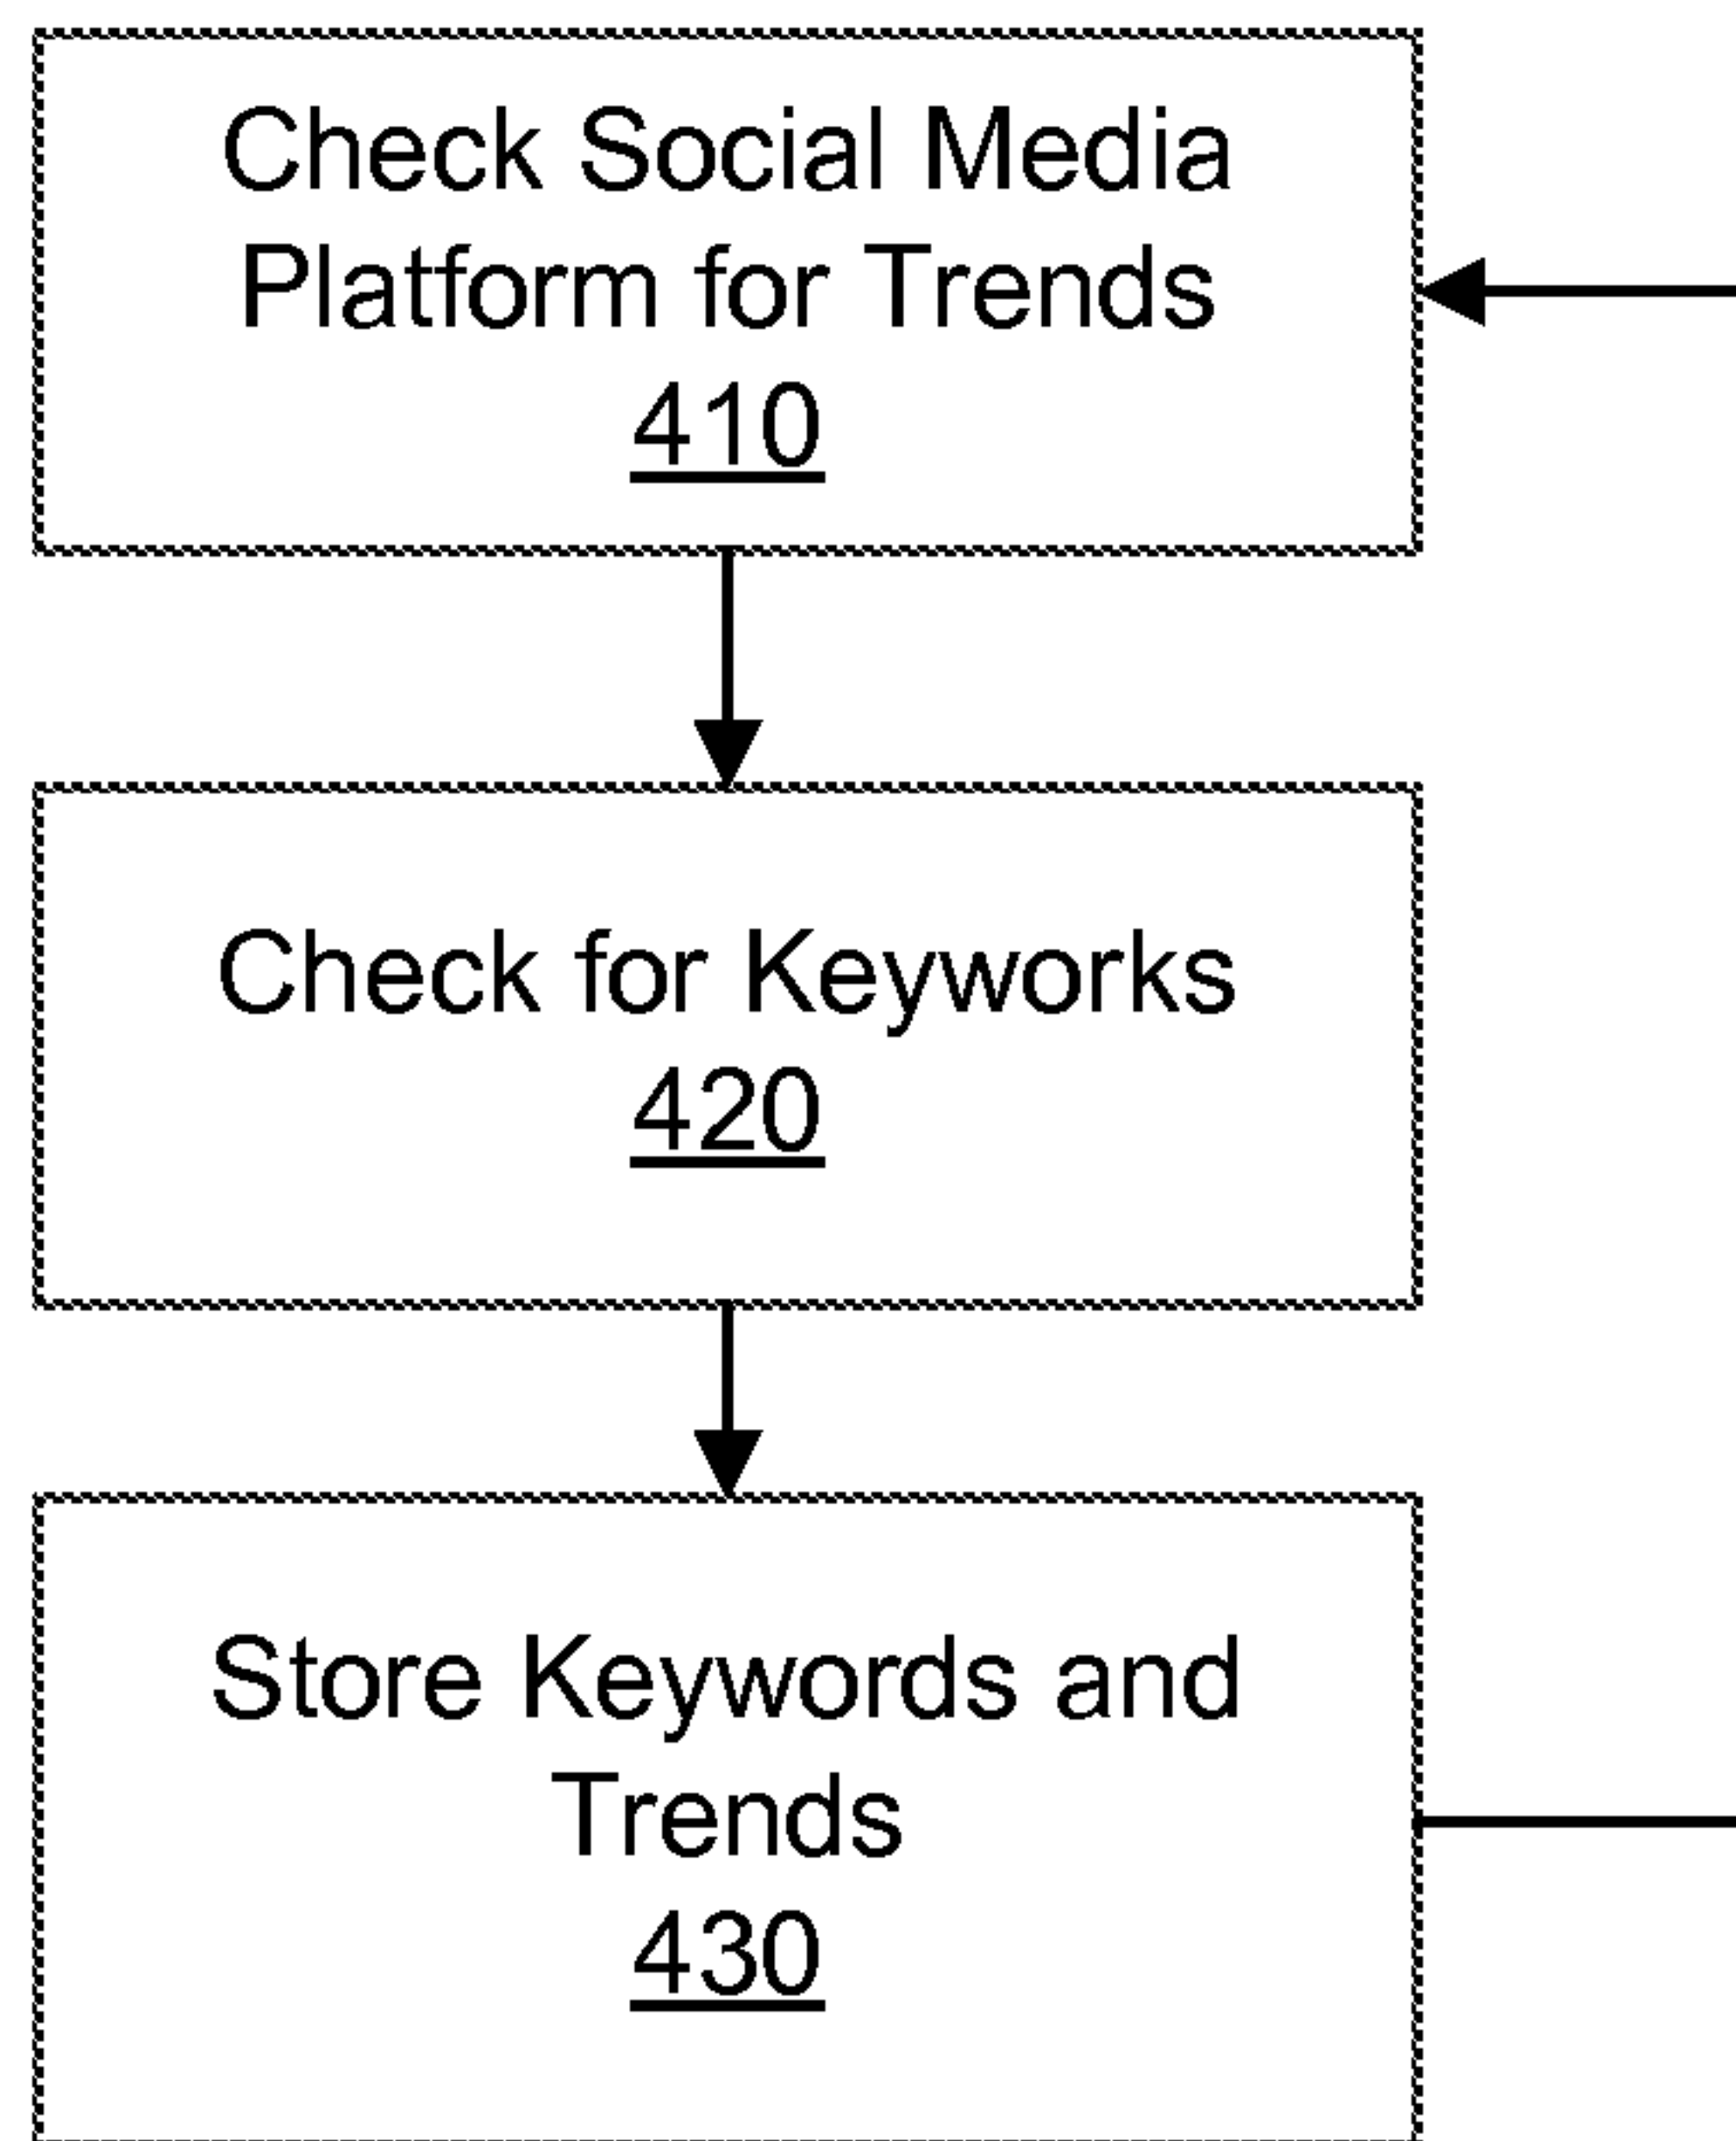 Check Social Media
Platform for Trends
410
Check for Keyworks
420
Store Keywords and
Trends
430